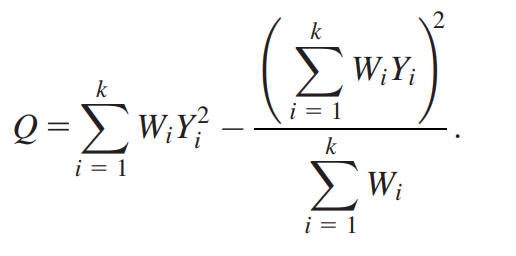 Q = \sum_{i=1}^{k} W_i Y_i^2 - \frac{\left( \sum_{i=1}^{k} W_i Y_i \right)^2}{\sum_{i=1}^{k} W_i}.